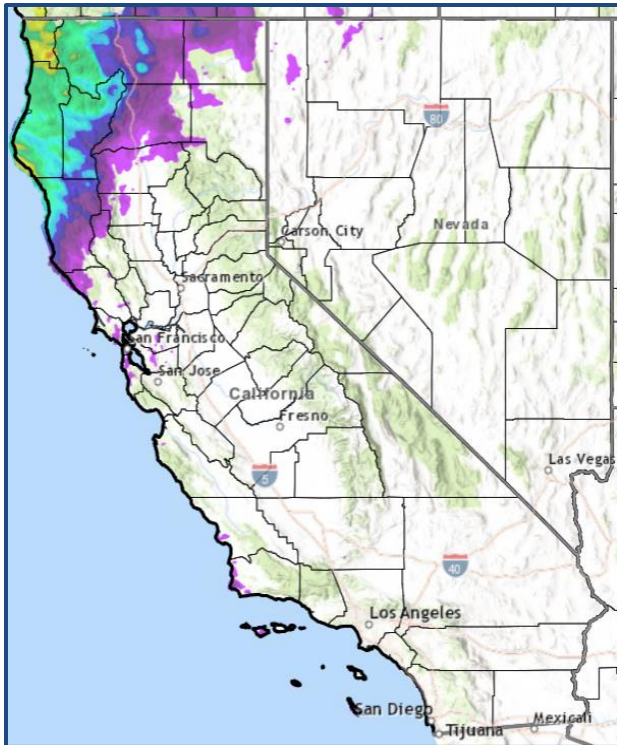 80
Nevada
Carson City
Sacramento
San Francisco
San Jose
California
Fresno
Las Vegas
5
40
Los Angeles
San Diego
Tijuana
Mexicali